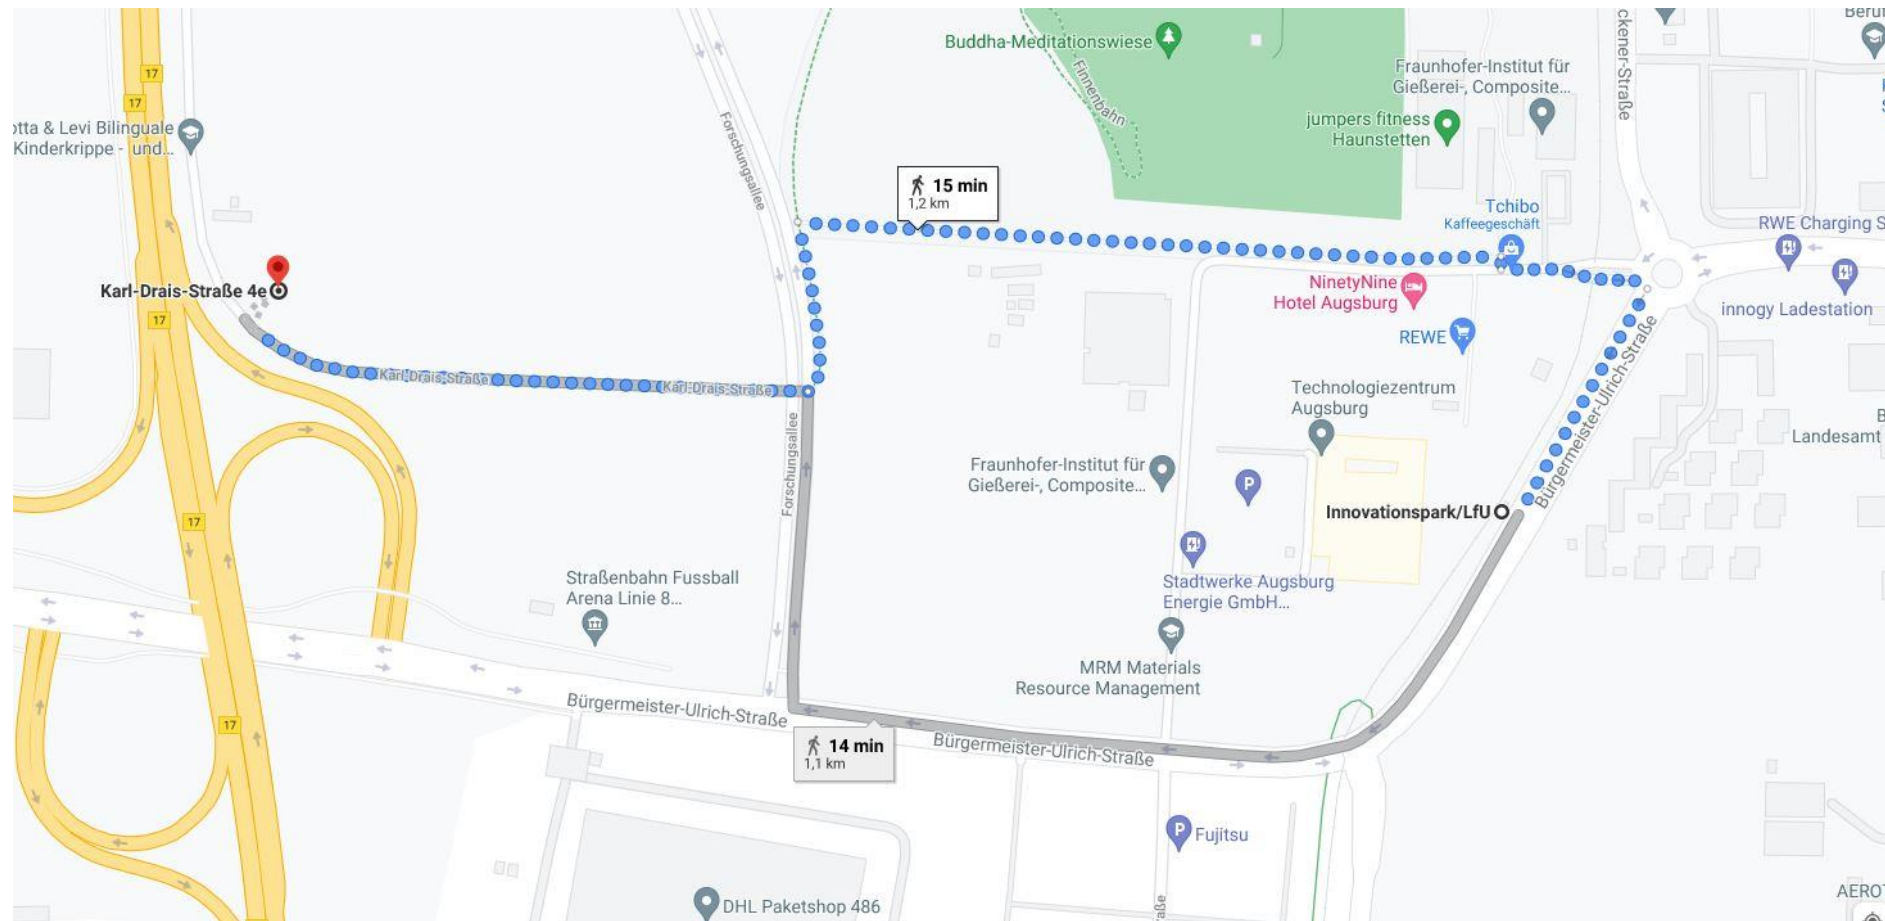 Buddha-Meditationswiese
Finnenbahn
Fraunhofer-Institut für
Gießerei-, Composite...
ckener-Straße
17
17
otta & Levi Bilinguale
Kinderkrippe - und...
Forschungsallee
jumpers fitness
Haunstetten
15 min
1,2 km
Tchibo
Kaffeegeschäft
RWE Charging S
Karl-Drais-Straße 4e
NinetyNine
Hotel Augsburg
innogy Ladestation
17
REWE
Bürgermeister-Ulrich-Straße
Karl-Drais-Straße
Karl-Drais-Straße
Technologiezentrum
Augsburg
Landesamt
Forschungsallee
Fraunhofer-Institut für
Gießerei-, Composite...
P
Innovationspark/LfU
17
Straßenbahn Fussball
Arena Linie 8...
Stadtwerke Augsburg
Energie GmbH...
MRM Materials
Resource Management
17
Bürgermeister-Ulrich-Straße
14 min
1,1 km
Bürgermeister-Ulrich-Straße
P
Fujitsu
DHL Paketshop 486
aße
AERO